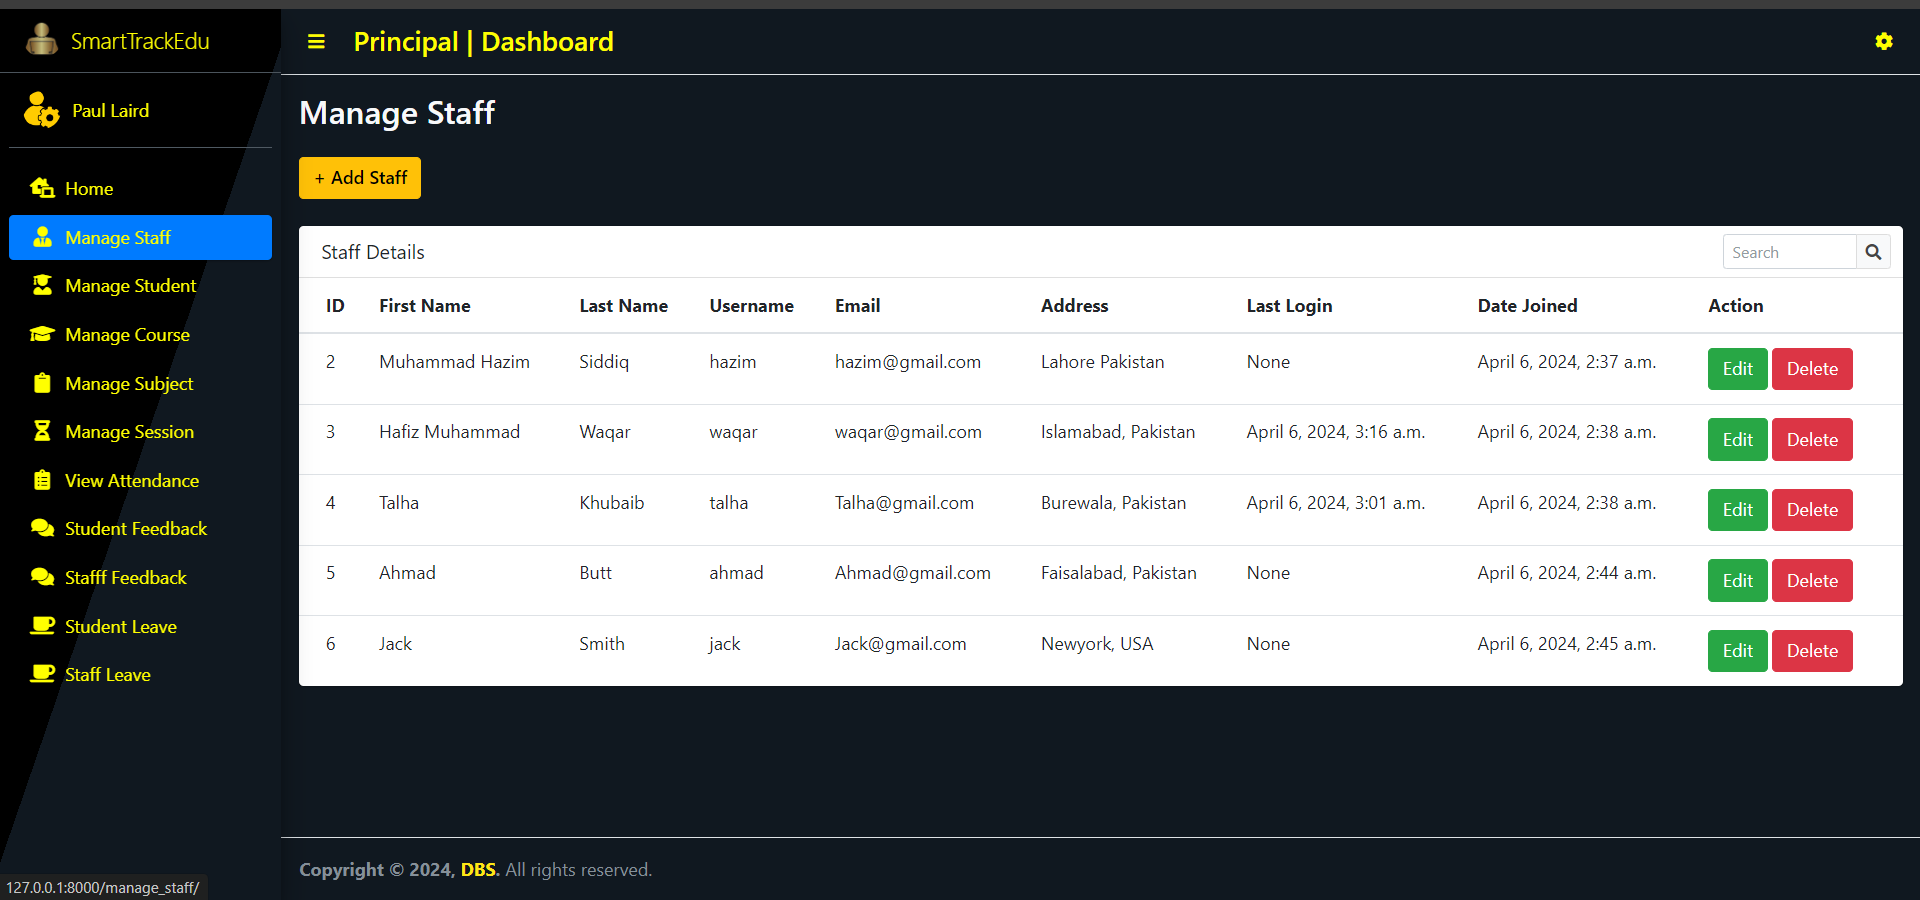 SmartTrackEdu
Principal | Dashboard
Paul Laird
Home
Manage Staff
Manage Student
Manage Course
Manage Subject
Manage Session
View Attendance
Student Feedback
Stafff Feedback
Student Leave
Staff Leave
Manage Staff
+ Add Staff
Staff Details Search
ID First Name Last Name Username Email Address Last Login Date Joined Action
2 Muhammad Hazim Siddiq hazim hazim@gmail.com Lahore Pakistan None April 6, 2024, 2:37 a.m. Edit Delete
3 Hafiz Muhammad Waqar waqar waqar@gmail.com Islamabad, Pakistan April 6, 2024, 3:16 a.m. April 6, 2024, 2:38 a.m. Edit Delete
4 Talha Khubaib talha Talha@gmail.com Burewala, Pakistan April 6, 2024, 3:01 a.m. April 6, 2024, 2:38 a.m. Edit Delete
5 Ahmad Butt ahmad Ahmad@gmail.com Faisalabad, Pakistan None April 6, 2024, 2:44 a.m. Edit Delete
6 Jack Smith jack Jack@gmail.com Newyork, USA None April 6, 2024, 2:45 a.m. Edit Delete
Copyright © 2024, DBS. All rights reserved.
127.0.0.1:8000/manage_staff/